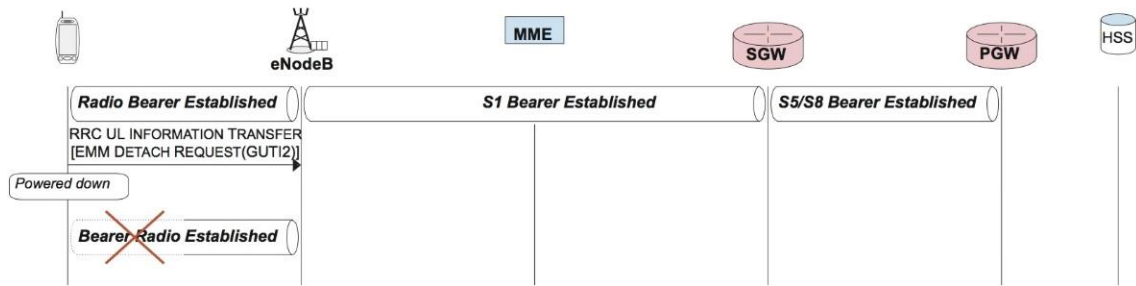 eNodeB
MME
SGW
PGW
HSS
Radio Bearer Established
S1 Bearer Established
S5/S8 Bearer Established
RRC UL INFORMATION TRANSFER
[EMM DETACH REQUEST(GUTI2)]
Powered down
Bearer Radio Established